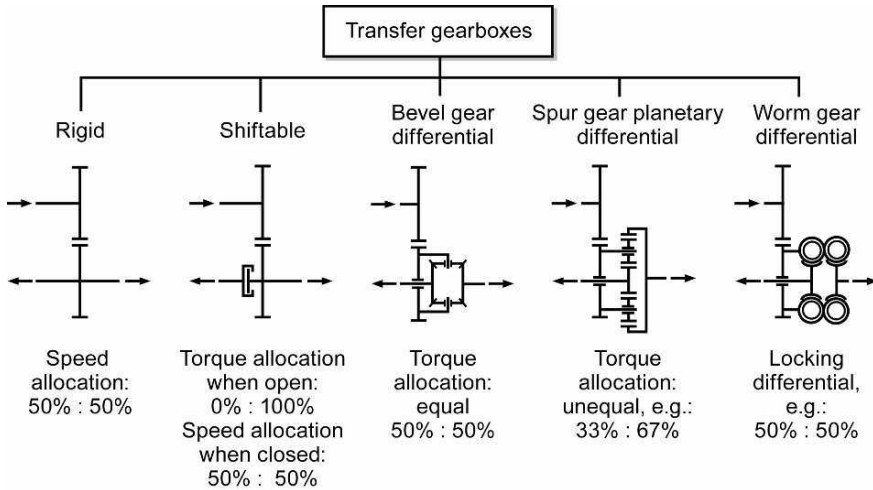 Transfer gearboxes
Rigid
Shiftable
Bevel gear
differential
Spur gear planetary
differential
Worm gear
differential
Speed
allocation:
50% : 50%
Torque allocation
when open:
0% : 100%
Speed allocation
when closed:
50% : 50%
Torque
allocation:
equal
50% : 50%
Torque
allocation:
unequal, e.g.:
33% : 67%
Locking
differential,
e.g.:
50% : 50%